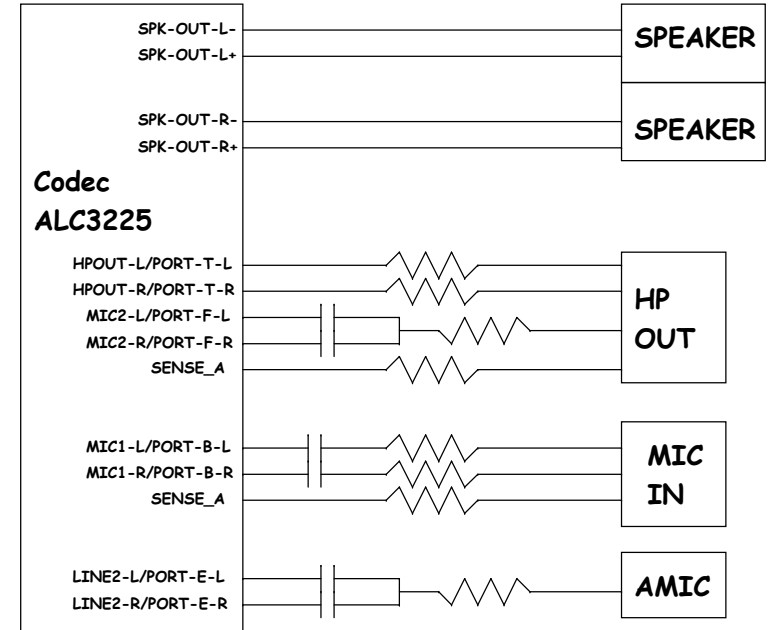 SPK-OUT-L-
SPK-OUT-L+
SPEAKER
SPK-OUT-R-
SPK-OUT-R+
SPEAKER
Codec
ALC3225
HPOUT-L/PORT-T-L
HPOUT-R/PORT-T-R
MIC2-L/PORT-F-L
MIC2-R/PORT-F-R
SENSE_A
HP
OUT
MIC1-L/PORT-B-L
MIC1-R/PORT-B-R
SENSE_A
MIC
IN
LINE2-L/PORT-E-L
LINE2-R/PORT-E-R
AMIC